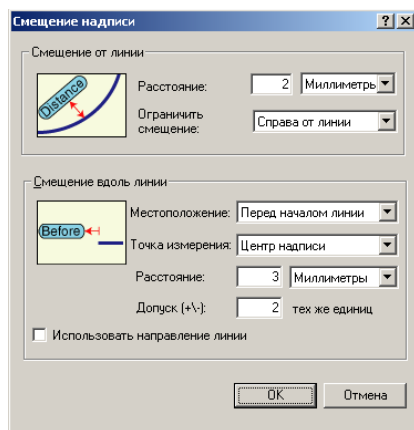 Смещение надписи
Смещение от линии
Distance
Расстояние: 2 Миллиметры
Ограничить смещение: Справа от линии
Смещение вдоль линии
Before
Местоположение: Перед началом линии
Точка измерения: Центр надписи
Расстояние: 3 Миллиметры
Допуск (+\-): 2 тех же единиц
Использовать направление линии
OK Отмена